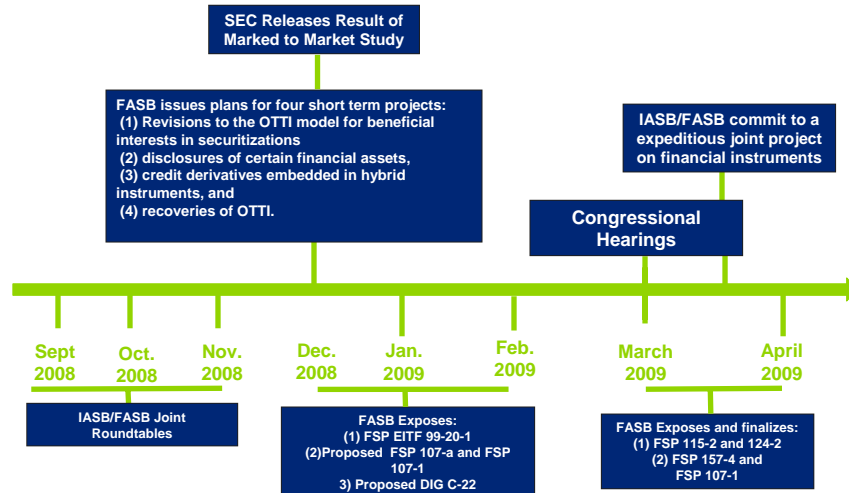 SEC Releases Result of
Marked to Market Study
FASB issues plans for four short term projects:
(1) Revisions to the OTTI model for beneficial
interests in securitizations
(2) disclosures of certain financial assets,
(3) credit derivatives embedded in hybrid
instruments, and
(4) recoveries of OTTI.
IASB/FASB commit to a
expeditious joint project
on financial instruments
Congressional
Hearings
Sept
2008
Oct.
2008
Nov.
2008
Dec.
2008
Jan.
2009
Feb.
2009
March
2009
April
2009
IASB/FASB Joint
Roundtables
FASB Exposes:
(1) FSP EITF 99-20-1
(2)Proposed FSP 107-a and FSP
107-1
3) Proposed DIG C-22
FASB Exposes and finalizes:
(1) FSP 115-2 and 124-2
(2) FSP 157-4 and
FSP 107-1